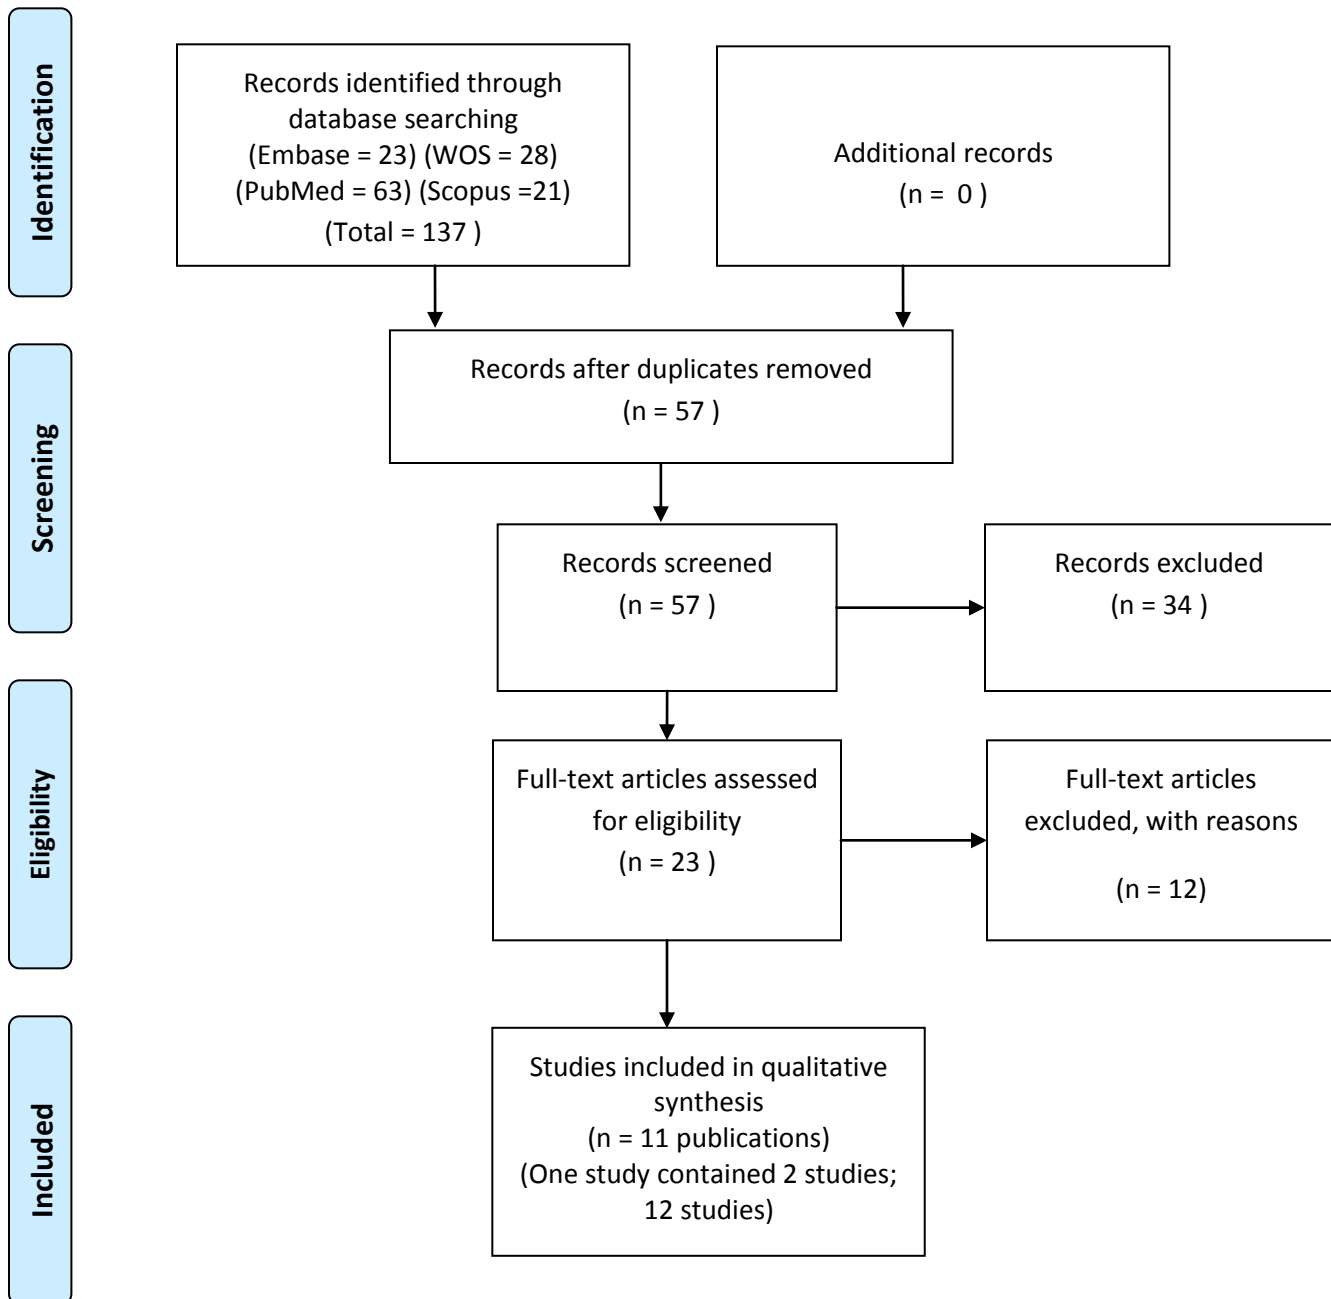 Identification
Records identified through
database searching
(Embase = 23) (WOS = 28)
(PubMed = 63) (Scopus =21)
(Total = 137 )
Additional records
(n =  0 )
Screening
Records after duplicates removed
(n = 57 )
Records screened
(n = 57 )
Records excluded
(n = 34 )
Eligibility
Full-text articles assessed
for eligibility
(n = 23 )
Full-text articles
excluded, with reasons
(n = 12)
Included
Studies included in qualitative
synthesis
(n = 11 publications)
(One study contained 2 studies;
12 studies)